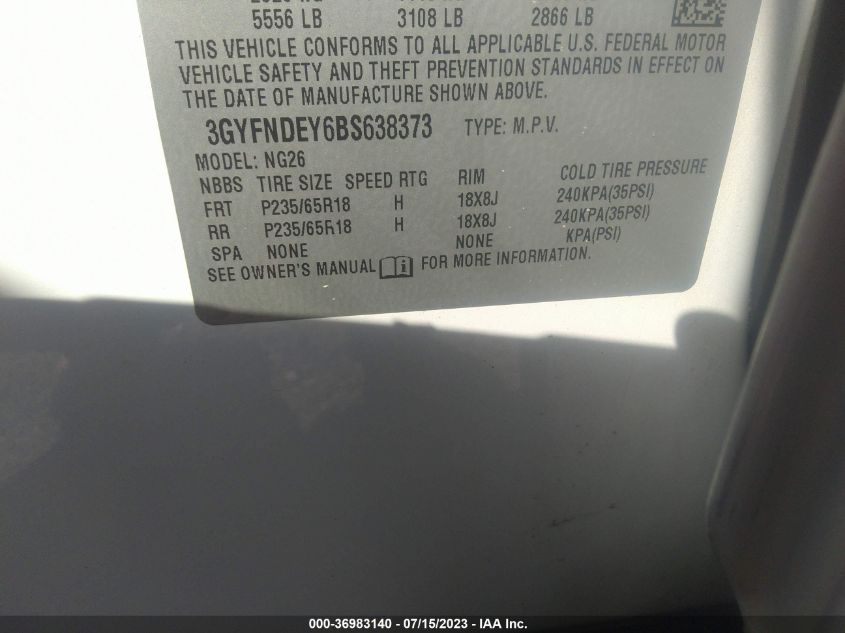 5556 LB 3108 LB 2866 LB
THIS VEHICLE CONFORMS TO ALL APPLICABLE U.S. FEDERAL MOTOR
VEHICLE SAFETY AND THEFT PREVENTION STANDARDS IN EFFECT ON
THE DATE OF MANUFACTURE SHOWN ABOVE.
3GYFNDEY6BS638373 TYPE: M.P.V.
MODEL: NG26
NBBS TIRE SIZE SPEED RTG RIM COLD TIRE PRESSURE
FRT P235/65R18 H 18X8J 240KPA(35PSI)
RR P235/65R18 H 18X8J 240KPA(35PSI)
SPA NONE NONE KPA(PSI)
SEE OWNER'S MANUAL FOR MORE INFORMATION.
000-36983140 - 07/15/2023 - IAA Inc.